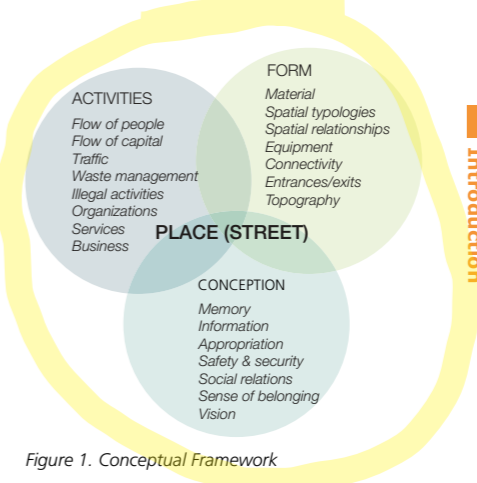 ACTIVITIES
Flow of people
Flow of capital
Traffic
Waste management
Illegal activities
Organizations
Services
Business
FORM
Material
Spatial typologies
Spatial relationships
Equipment
Connectivity
Entrances/exits
Topography
PLACE (STREET)
CONCEPTION
Memory
Information
Appropriation
Safety & security
Social relations
Sense of belonging
Vision
Figure 1. Conceptual Framework
Introduction